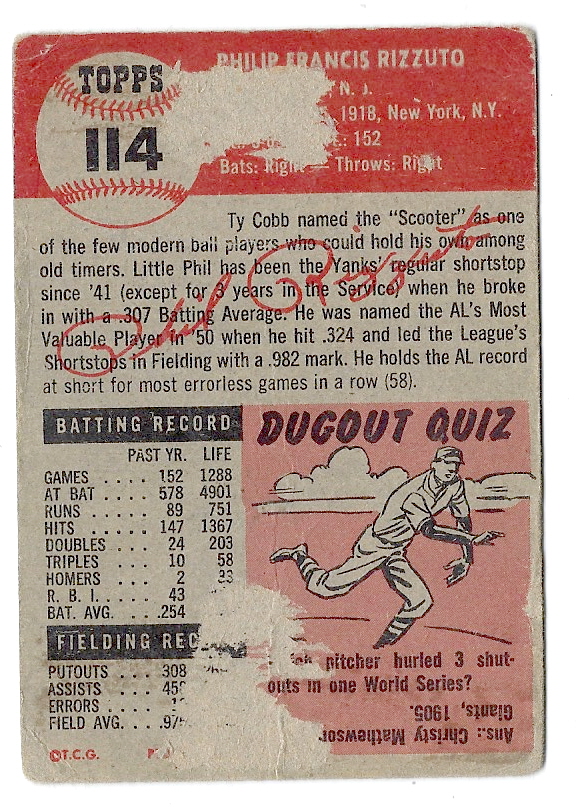 TOPPS
114
PHILIP FRANCIS RIZZUTO
N. J.
1918, New York, N.Y.
: 152
Bats: Right — Throws: Right
Ty Cobb named the "Scooter" as one
of the few modern ball players who could hold his own among
old timers. Little Phil has been the Yanks' regular shortstop
since '41 (except for 3 years in the Service) when he broke
in with a .307 Batting Average. He was named the AL's Most
Valuable Player in '50 when he hit .324 and led the League's
Shortstops in Fielding with a .982 mark. He holds the AL record
at short for most errorless games in a row (58).
Phil Rizzuto
BATTING RECORD
PAST YR. LIFE
GAMES .... 152 1288
AT BAT .... 578 4901
RUNS ..... 89 751
HITS ..... 147 1367
DOUBLES ... 24 203
TRIPLES ... 10 58
HOMERS ... 2
R. B. I. .... 43
BAT. AVG. ... .254
FIELDING REC
PUTOUTS ... 308
ASSISTS ...
ERRORS ....
FIELD AVG. ...
©T.C.G.
DUGOUT QUIZ
pitcher hurled 3 shut-
outs in one World Series?
Ans.: Christy Mathewson
Giants, 1905.